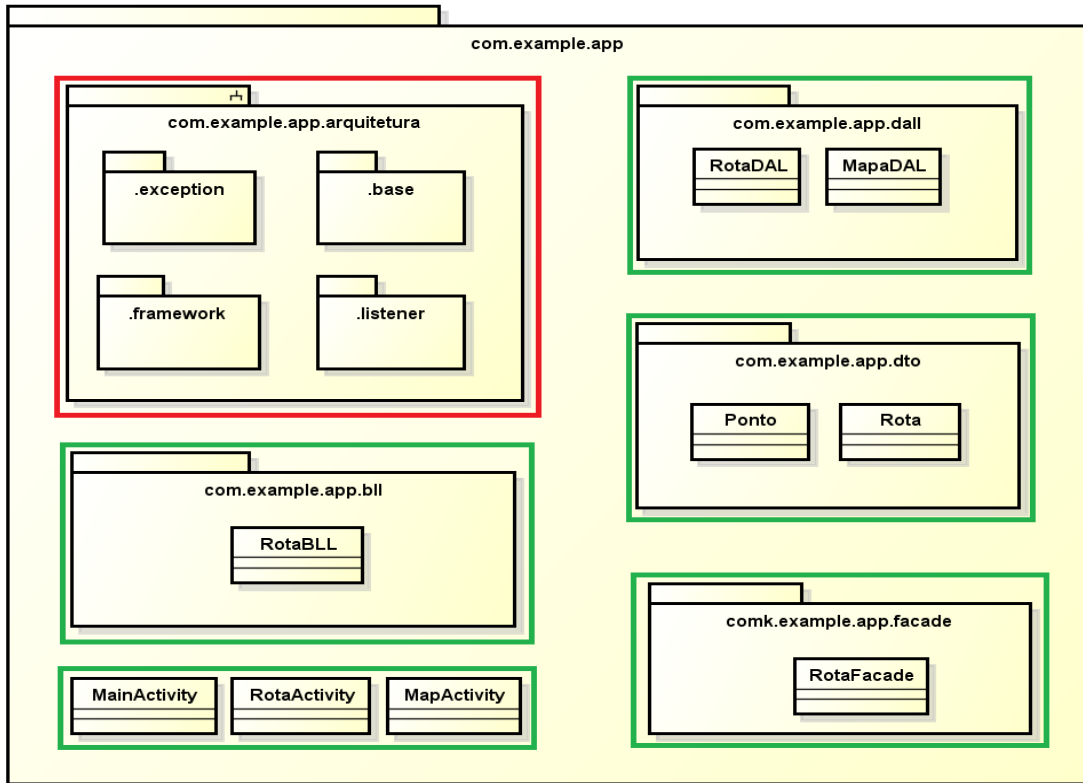 com.example.app
com.example.app.arquitetura
.exception
.base
.framework
.listener
com.example.app.bll
RotaBLL
MainActivity
RotaActivity
MapActivity
com.example.app.dall
RotaDAL
MapaDAL
com.example.app.dto
Ponto
Rota
comk.example.app.facade
RotaFacade